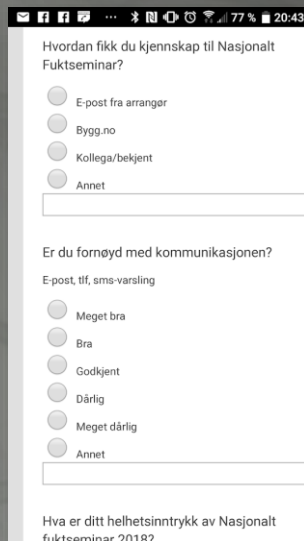 77 % 20:43
Hvordan fikk du kjennskap til Nasjonalt
Fuktseminar?
E-post fra arrangør
Bygg.no
Kollega/bekjent
Annet
Er du fornøyd med kommunikasjonen?
E-post, tlf, sms-varsling
Meget bra
Bra
Godkjent
Dårlig
Meget dårlig
Annet
Hva er ditt helhetsinntrykk av Nasjonalt
fuktseminar 2018?